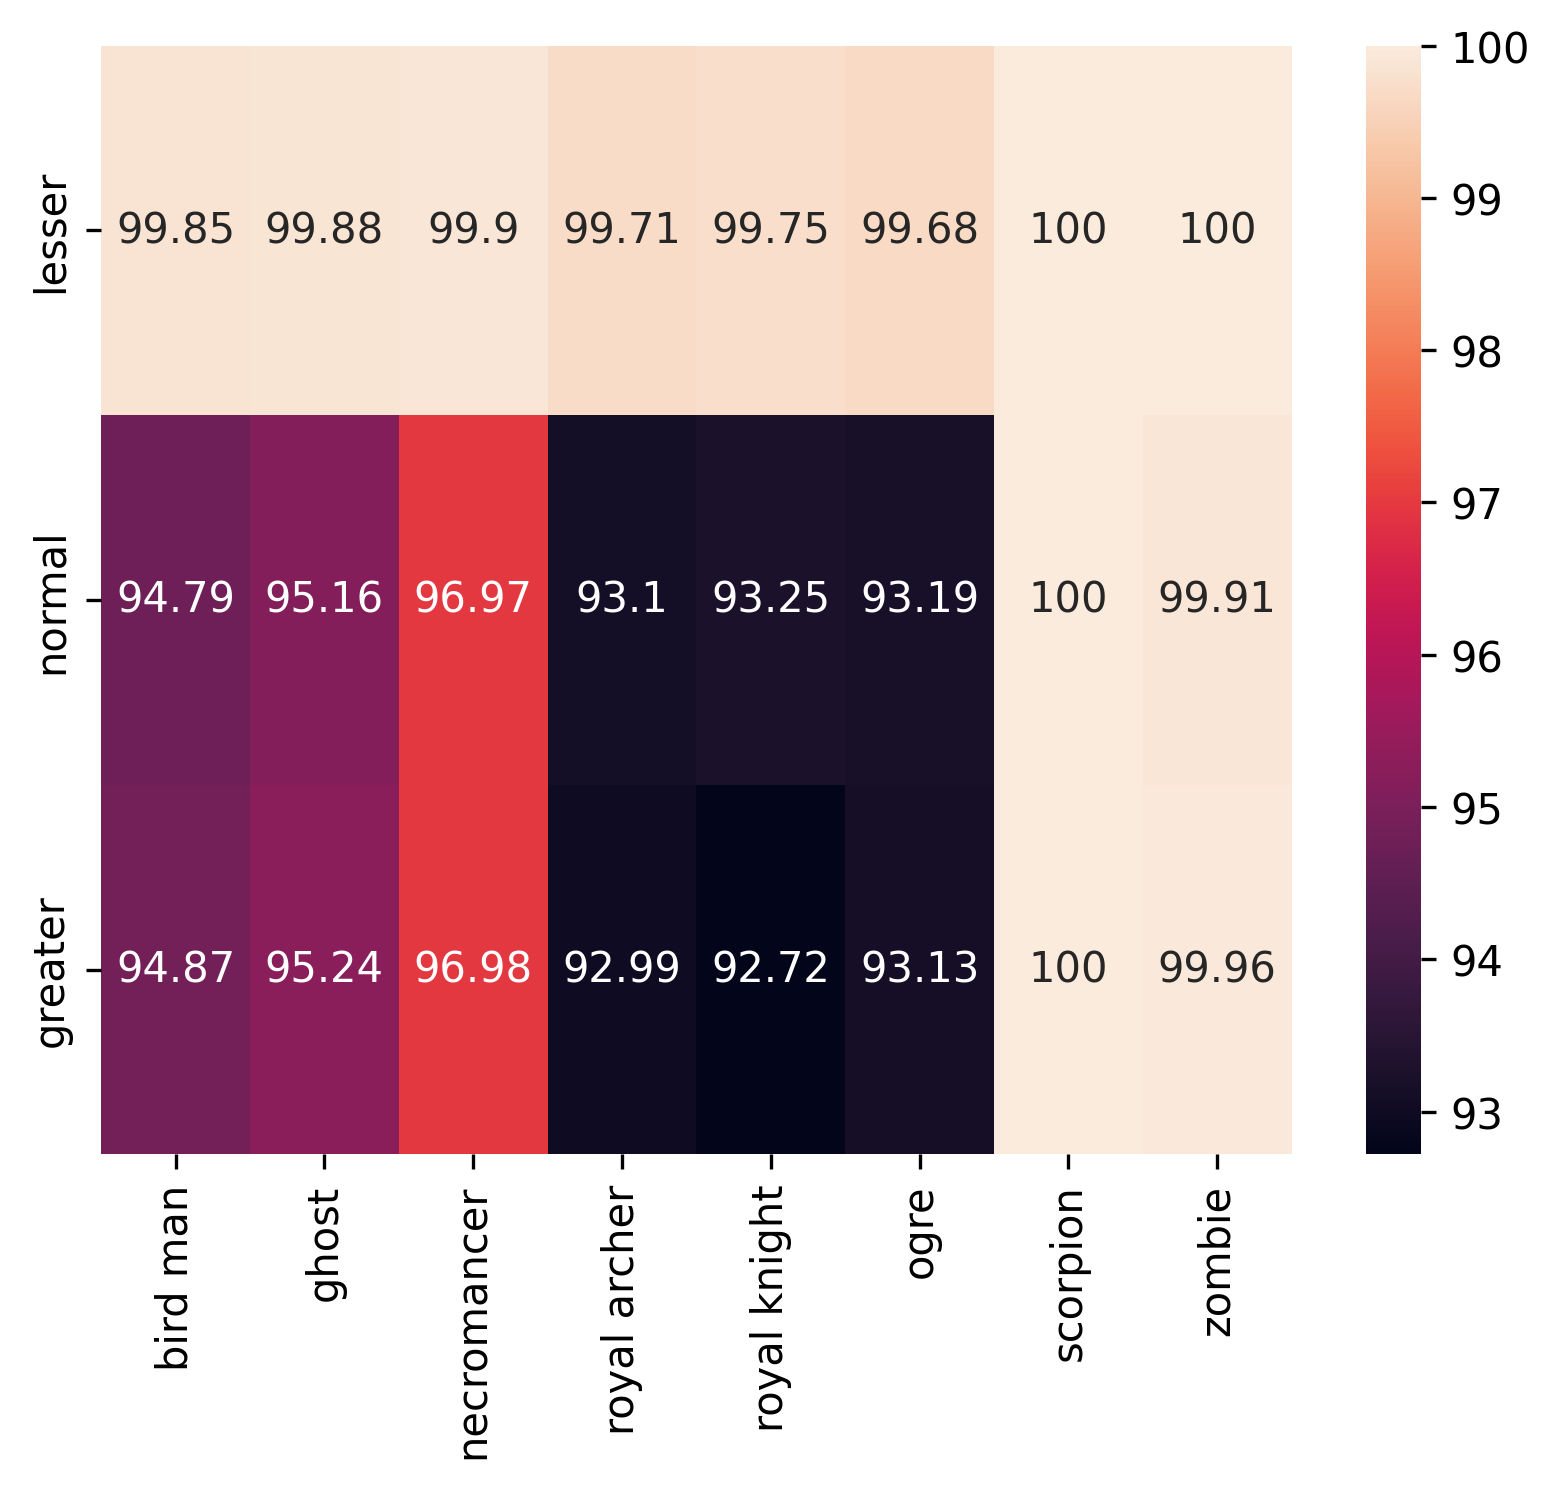 lesser 99.85 99.88 99.9 99.71 99.75 99.68 100 100
normal 94.79 95.16 96.97 93.1 93.25 93.19 100 99.91
greater 94.87 95.24 96.98 92.99 92.72 93.13 100 99.96
bird man
ghost
necromancer
royal archer
royal knight
ogre
scorpion
zombie
100
99
98
97
96
95
94
93